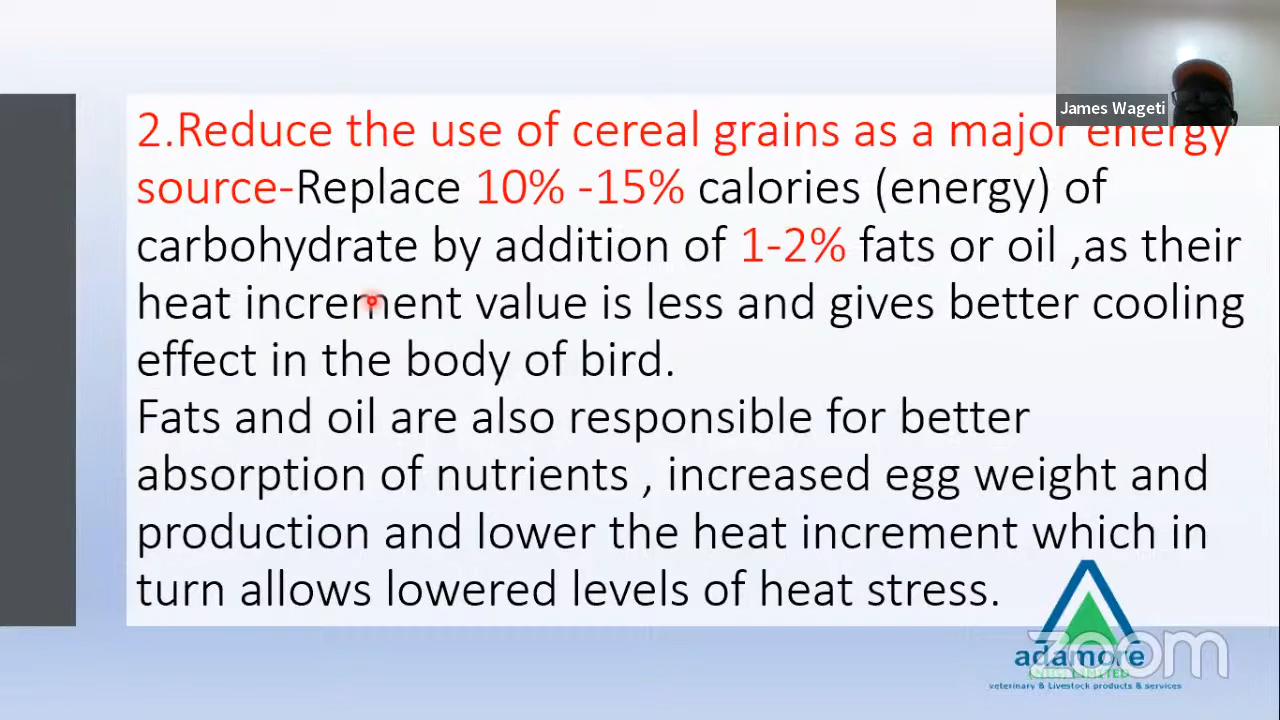 James Wageti
2.Reduce the use of cereal grains as a major energy
source-Replace 10% -15% calories (energy) of
carbohydrate by addition of 1-2% fats or oil ,as their
heat increment value is less and gives better cooling
effect in the body of bird.
Fats and oil are also responsible for better
absorption of nutrients , increased egg weight and
production and lower the heat increment which in
turn allows lowered levels of heat stress.
zoom
adamore
LIMITED
veterinary & Livestock products & services